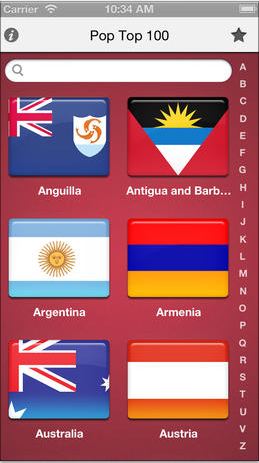 Carrier 10:34 AM
Pop Top 100
Anguilla Antigua and Barb...
Argentina Armenia
Australia Austria
A
B
C
D
E
F
G
H
I
J
K
L
M
N
O
P
Q
R
S
T
U
V
Z